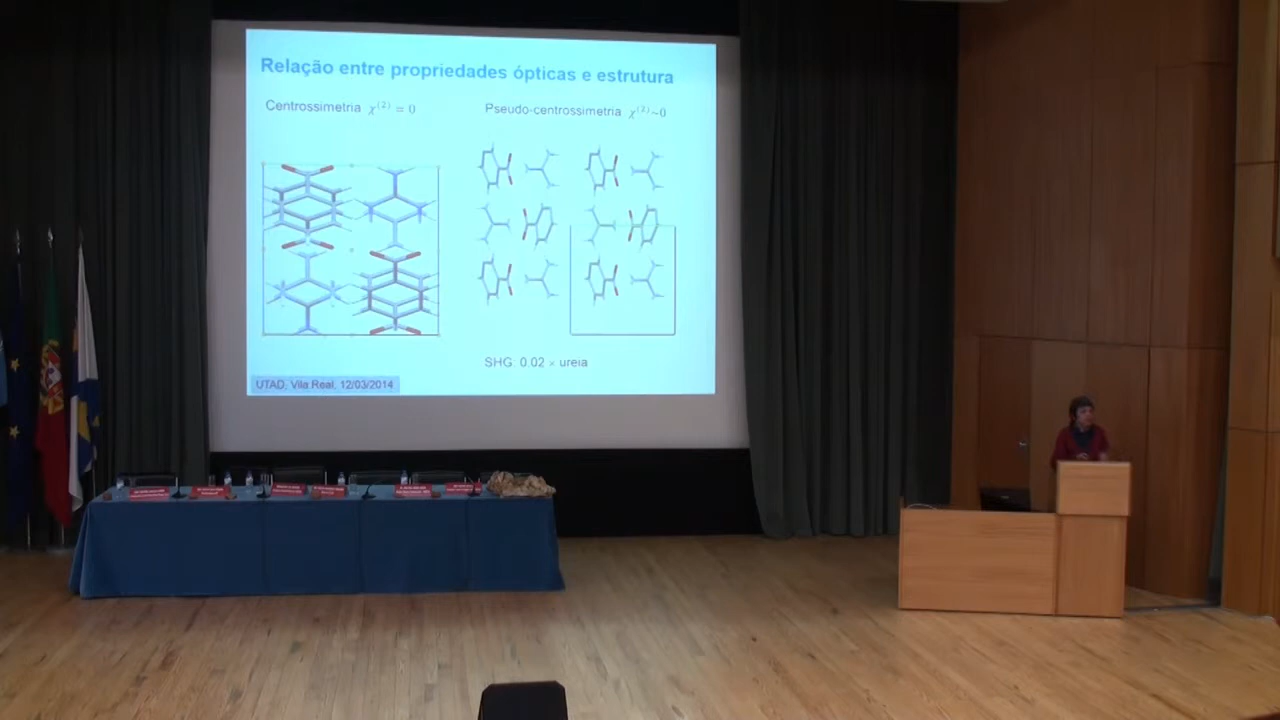 Relação entre propriedades ópticas e estrutura
Centrossimetria χ⁽²⁾ = 0
Pseudo-centrossimetria χ⁽²⁾~0
SHG: 0.02 × ureia
UTAD, Vila Real, 12/03/2014